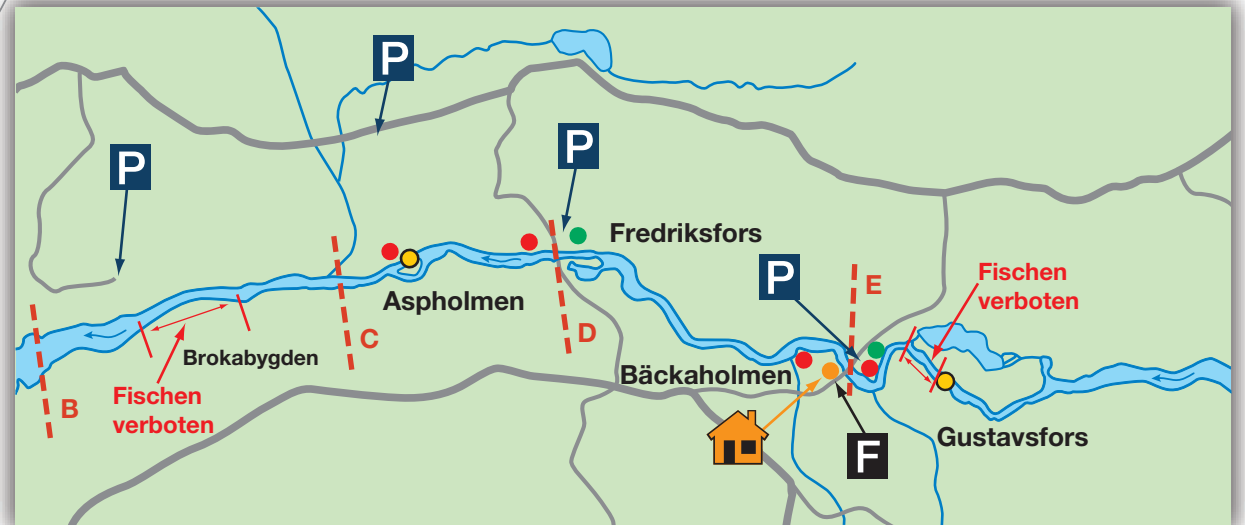 P
P
P
Fredriksfors
P
E
Fischen
verboten
Aspholmen
C
D
Brokabygden
Bäckaholmen
B
Fischen
verboten
F
Gustavsfors